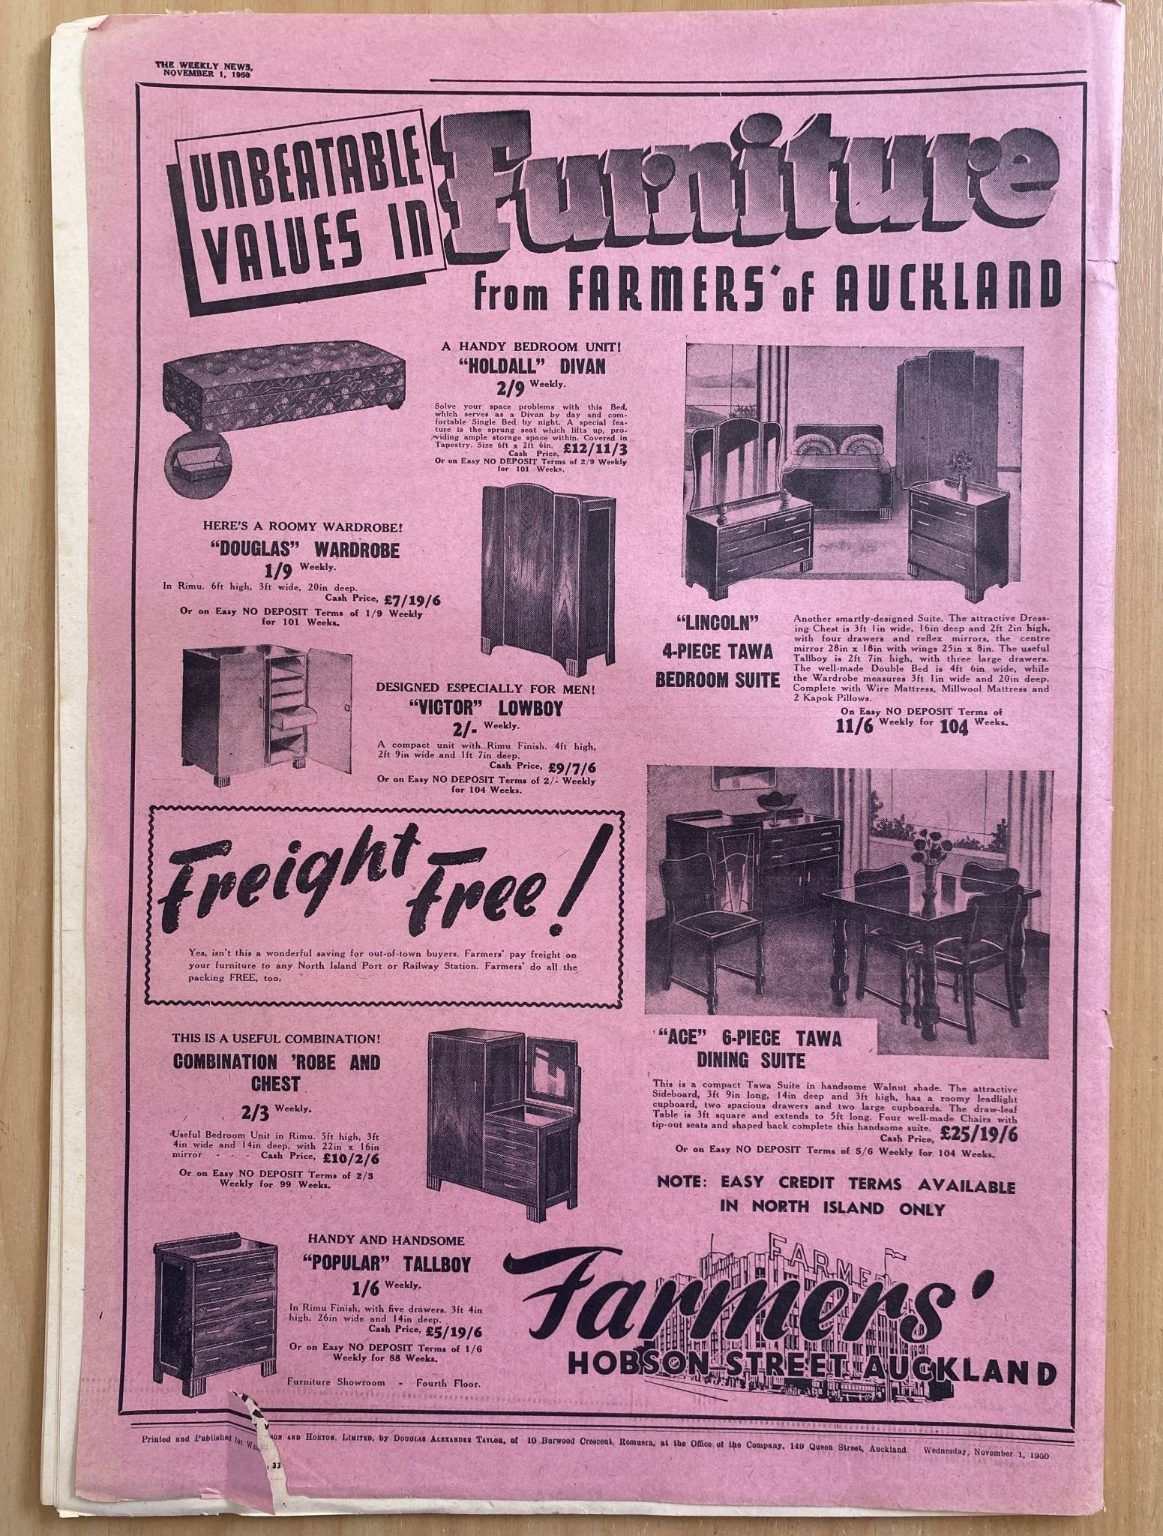 THE WEEKLY NEWS,
NOVEMBER 1, 1950
UNBEATABLE
VALUES IN
Furniture
from FARMERS' of AUCKLAND
A HANDY BEDROOM UNIT!
"HOLDALL" DIVAN
2/9 Weekly.
Solve your space problems with this Bed,
which serves as a Divan by day and com-
fortable Single Bed by night. A special fea-
ture is the sprung seat which lifts up, pro-
viding ample storage space within. Covered in
Tapestry. Size 6ft x 2ft 6in.
Cash Price, £12/11/3
Or on Easy NO DEPOSIT Terms of 2/9 Weekly
for 101 Weeks.
HERE'S A ROOMY WARDROBE!
"DOUGLAS" WARDROBE
1/9 Weekly.
In Rimu. 6ft high, 3ft wide, 20in deep.
Cash Price, £7/19/6
Or on Easy NO DEPOSIT Terms of 1/9 Weekly
for 101 Weeks.
DESIGNED ESPECIALLY FOR MEN!
"VICTOR" LOWBOY
2/- Weekly.
A compact unit with Rimu Finish. 4ft high,
2ft 9in wide and 1ft 7in deep.
Cash Price, £9/7/6
Or on Easy NO DEPOSIT Terms of 2/- Weekly
for 104 Weeks.
Freight Free!
Yes, isn't this a wonderful saving for out-of-town buyers. Farmers' pay freight on
your furniture to any North Island Port or Railway Station. Farmers' do all the
packing FREE, too.
THIS IS A USEFUL COMBINATION!
COMBINATION 'ROBE AND
CHEST
2/3 Weekly.
Useful Bedroom Unit in Rimu. 5ft high, 3ft
4in wide and 14in deep, with 22in x 16in
mirror - - - Cash Price, £10/2/6
Or on Easy NO DEPOSIT Terms of 2/3
Weekly for 99 Weeks.
HANDY AND HANDSOME
"POPULAR" TALLBOY
1/6 Weekly.
In Rimu Finish, with five drawers. 3ft 4in
high, 26in wide and 14in deep.
Cash Price, £5/19/6
Or on Easy NO DEPOSIT Terms of 1/6
Weekly for 88 Weeks.
Furniture Showroom - Fourth Floor.
"LINCOLN"
4-PIECE TAWA
BEDROOM SUITE
Another smartly-designed Suite. The attractive Dress-
ing Chest is 3ft 1in wide, 16in deep and 2ft 2in high,
with four drawers and reflex mirrors, the centre
mirror 28in x 18in with wings 25in x 8in. The useful
Tallboy is 2ft 7in high, with three large drawers.
The well-made Double Bed is 4ft 6in wide, while
the Wardrobe measures 3ft 1in wide and 20in deep.
Complete with Wire Mattress, Millwool Mattress and
2 Kapok Pillows.
On Easy NO DEPOSIT Terms of
11/6 Weekly for 104 Weeks.
"ACE" 6-PIECE TAWA
DINING SUITE
This is a compact Tawa Suite in handsome Walnut shade. The attractive
Sideboard, 3ft 9in long, 14in deep and 3ft high, has a roomy leadlight
cupboard, two spacious drawers and two large cupboards. The draw-leaf
Table is 3ft square and extends to 5ft long. Four well-made Chairs with
tip-out seats and shaped back complete this handsome suite.
Cash Price, £25/19/6
Or on Easy NO DEPOSIT Terms of 5/6 Weekly for 104 Weeks.
NOTE: EASY CREDIT TERMS AVAILABLE
IN NORTH ISLAND ONLY
FARME
Farmers'
HOBSON STREET AUCKLAND
Printed and Published for ON AND HORTON, LIMITED, by DOUGLAS ALEXANDER TAYLOR, of 10 Burwood Crescent, Remuera, at the Office of the Company, 149 Queen Street, Auckland Wednesday, November 1, 1950
33